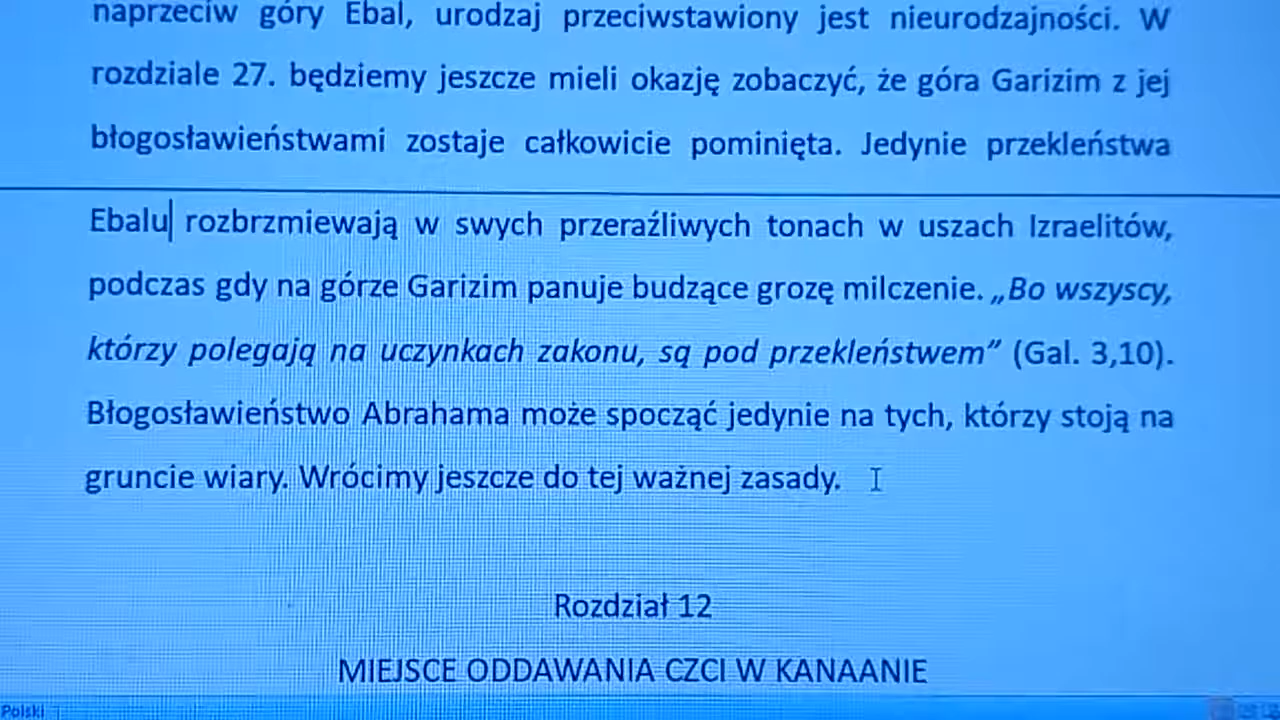 naprzeciw góry Ebal, urodzaj przeciwstawiony jest nieurodzajności. W
rozdziale 27. będziemy jeszcze mieli okazję zobaczyć, że góra Garizim z jej
błogosławieństwami zostaje całkowicie pominięta. Jedynie przekleństwa
Ebalu rozbrzmiewają w swych przeraźliwych tonach w uszach Izraelitów,
podczas gdy na górze Garizim panuje budzące grozę milczenie. „Bo wszyscy,
którzy polegają na uczynkach zakonu, są pod przekleństwem” (Gal. 3,10).
Błogosławieństwo Abrahama może spocząć jedynie na tych, którzy stoją na
gruncie wiary. Wrócimy jeszcze do tej ważnej zasady.
Rozdział 12
MIEJSCE ODDAWANIA CZCI W KANAANIE
Polski